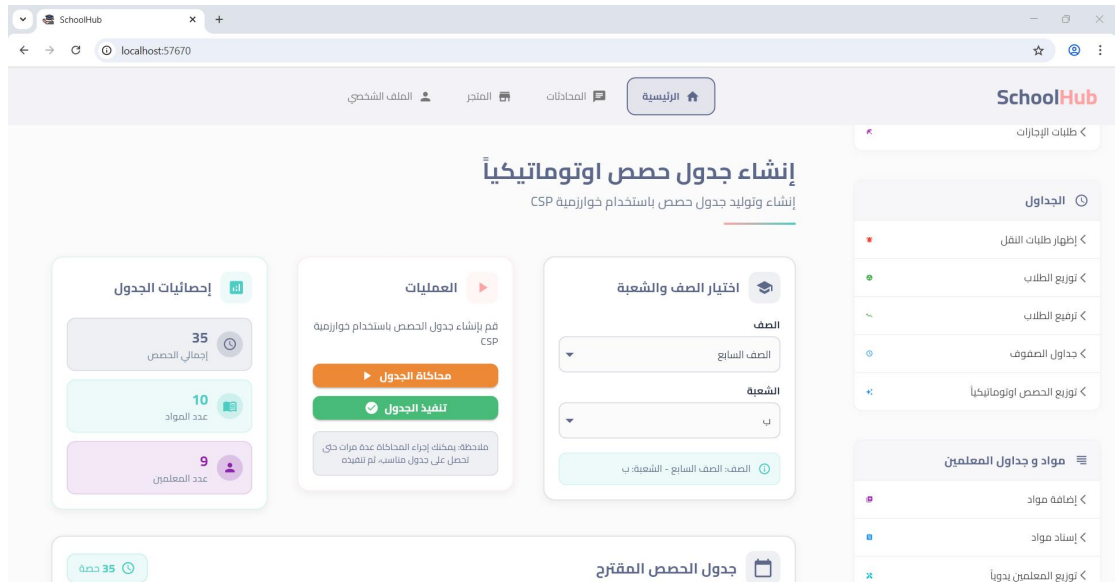 SchoolHub
localhost:57670
SchoolHub
الرئيسية
المحادثات
المتجر
الملف الشخصي
طلبات الإجازات
الجداول
إظهار طلبات النقل
توزيع الطلاب
ترفيع الطلاب
جداول الصفوف
توزيع الحصص اوتوماتيكياً
مواد و جداول المعلمين
إضافة مواد
إسناد مواد
توزيع المعلمين يدوياً
إنشاء جدول حصص اوتوماتيكياً
إنشاء وتوليد جدول حصص باستخدام خوارزمية CSP
اختيار الصف والشعبة
الصف
الصف السابع
الشعبة
ب
الصف: الصف السابع - الشعبة: ب
العمليات
قم بإنشاء جدول الحصص باستخدام خوارزمية
CSP
محاكاة الجدول
تنفيذ الجدول
ملاحظة: يمكنك إجراء المحاكاة عدة مرات حتى
تحصل على جدول مناسب، ثم تنفيذه
إحصائيات الجدول
35
إجمالي الحصص
10
عدد المواد
9
عدد المعلمين
جدول الحصص المقترح
35 حصة